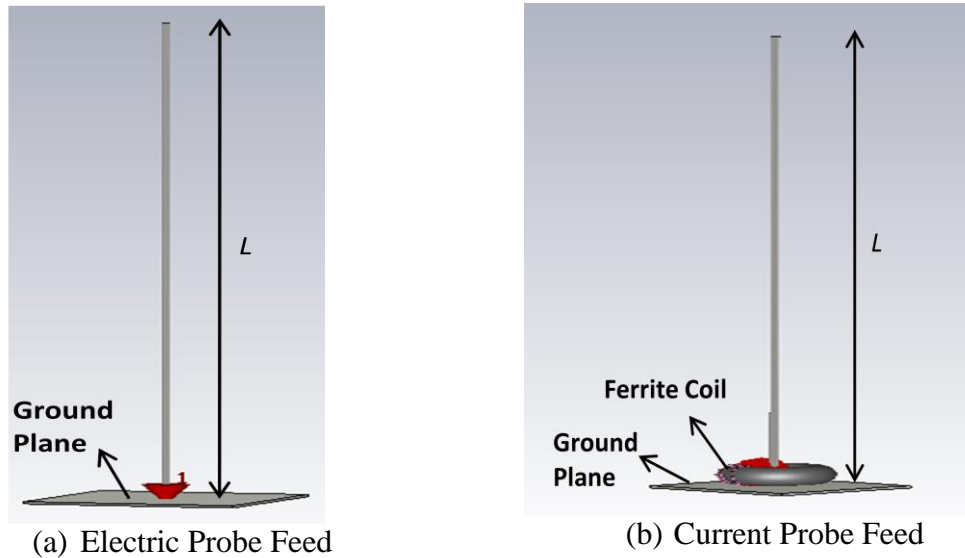 L
Ground
Plane
1
(a) Electric Probe Feed
L
Ferrite Coil
Ground
Plane
(b) Current Probe Feed